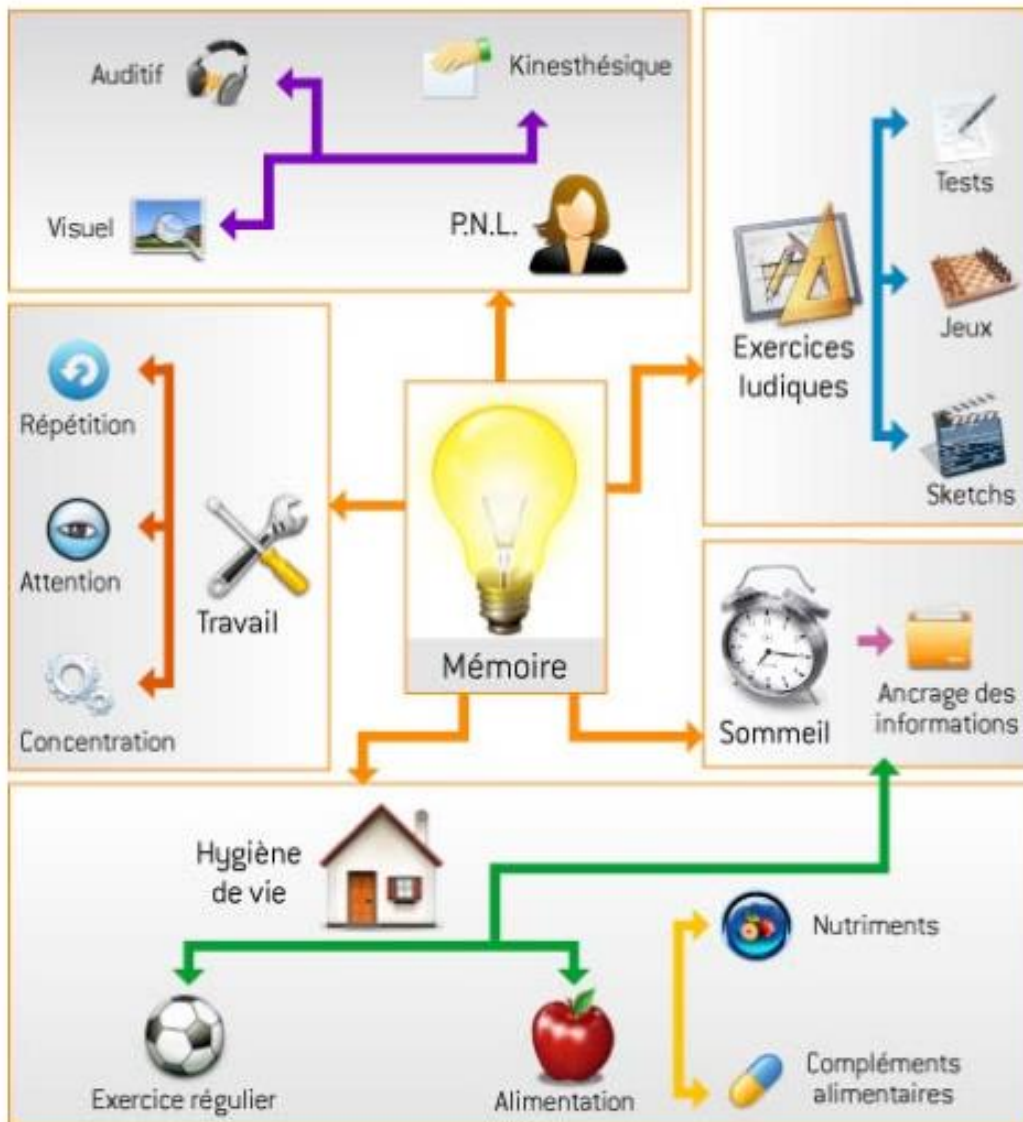 Auditif
Kinesthésique
Visuel
P.N.L.
Tests
Jeux
Sketchs
Exercices
ludiques
Répétition
Attention
Concentration
Travail
Mémoire
Sommeil
Ancrage des
informations
Hygiène
de vie
Exercice régulier
Alimentation
Nutriments
Compléments
alimentaires